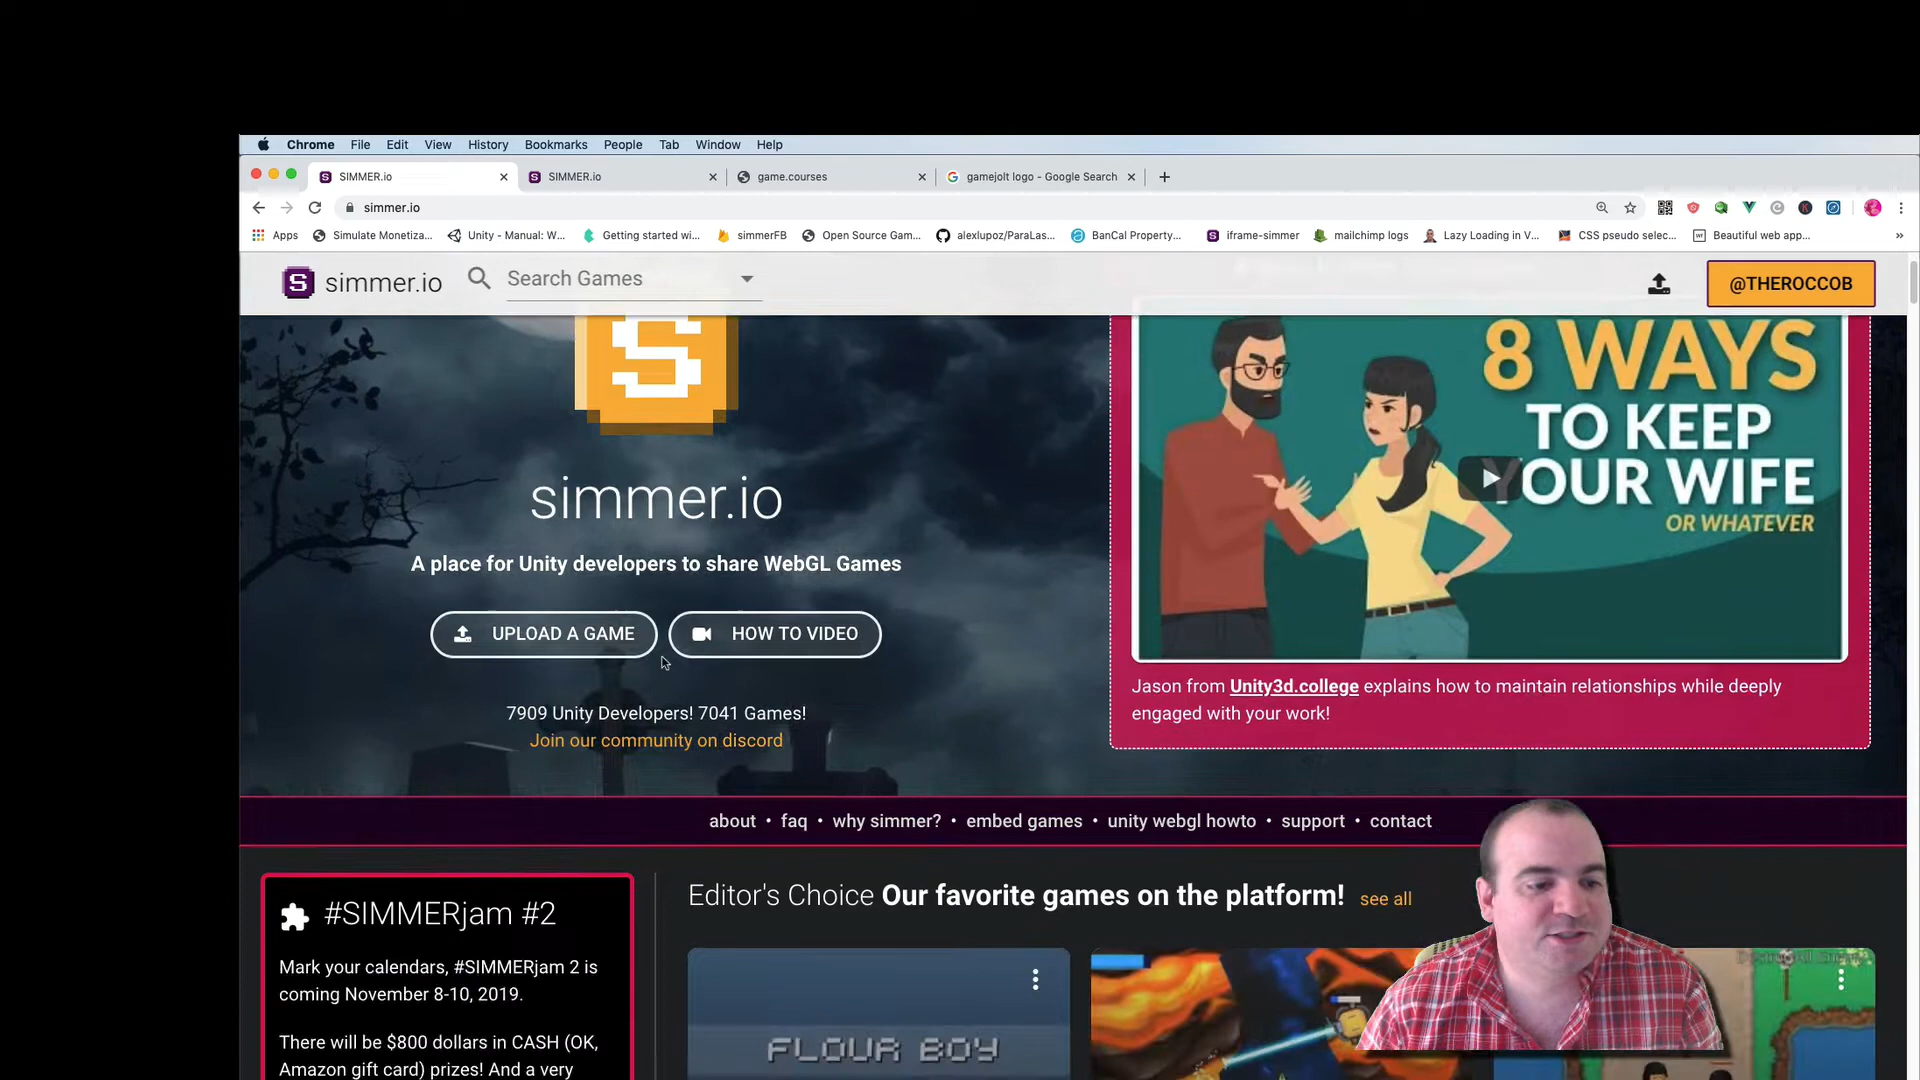 Chrome File Edit View History Bookmarks People Tab Window Help
SIMMER.io SIMMER.io game.courses gamejolt logo - Google Search
simmer.io
Apps Simulate Monetiza... Unity - Manual: W... Getting started wi... simmerFB Open Source Gam... alexlupoz/ParaLas... BanCal Property... iframe-simmer mailchimp logs Lazy Loading in V... CSS pseudo selec... Beautiful web app... »
S simmer.io Search Games @THEROCCOB
S
simmer.io
A place for Unity developers to share WebGL Games
UPLOAD A GAME HOW TO VIDEO
7909 Unity Developers! 7041 Games!
Join our community on discord
8 WAYS
TO KEEP
YOUR WIFE
OR WHATEVER
Jason from Unity3d.college explains how to maintain relationships while deeply
engaged with your work!
about • faq • why simmer? • embed games • unity webgl howto • support • contact
#SIMMERjam #2
Mark your calendars, #SIMMERjam 2 is
coming November 8-10, 2019.
There will be $800 dollars in CASH (OK,
Amazon gift card) prizes! And a very
Editor's Choice Our favorite games on the platform! see all
FLOUR BOY